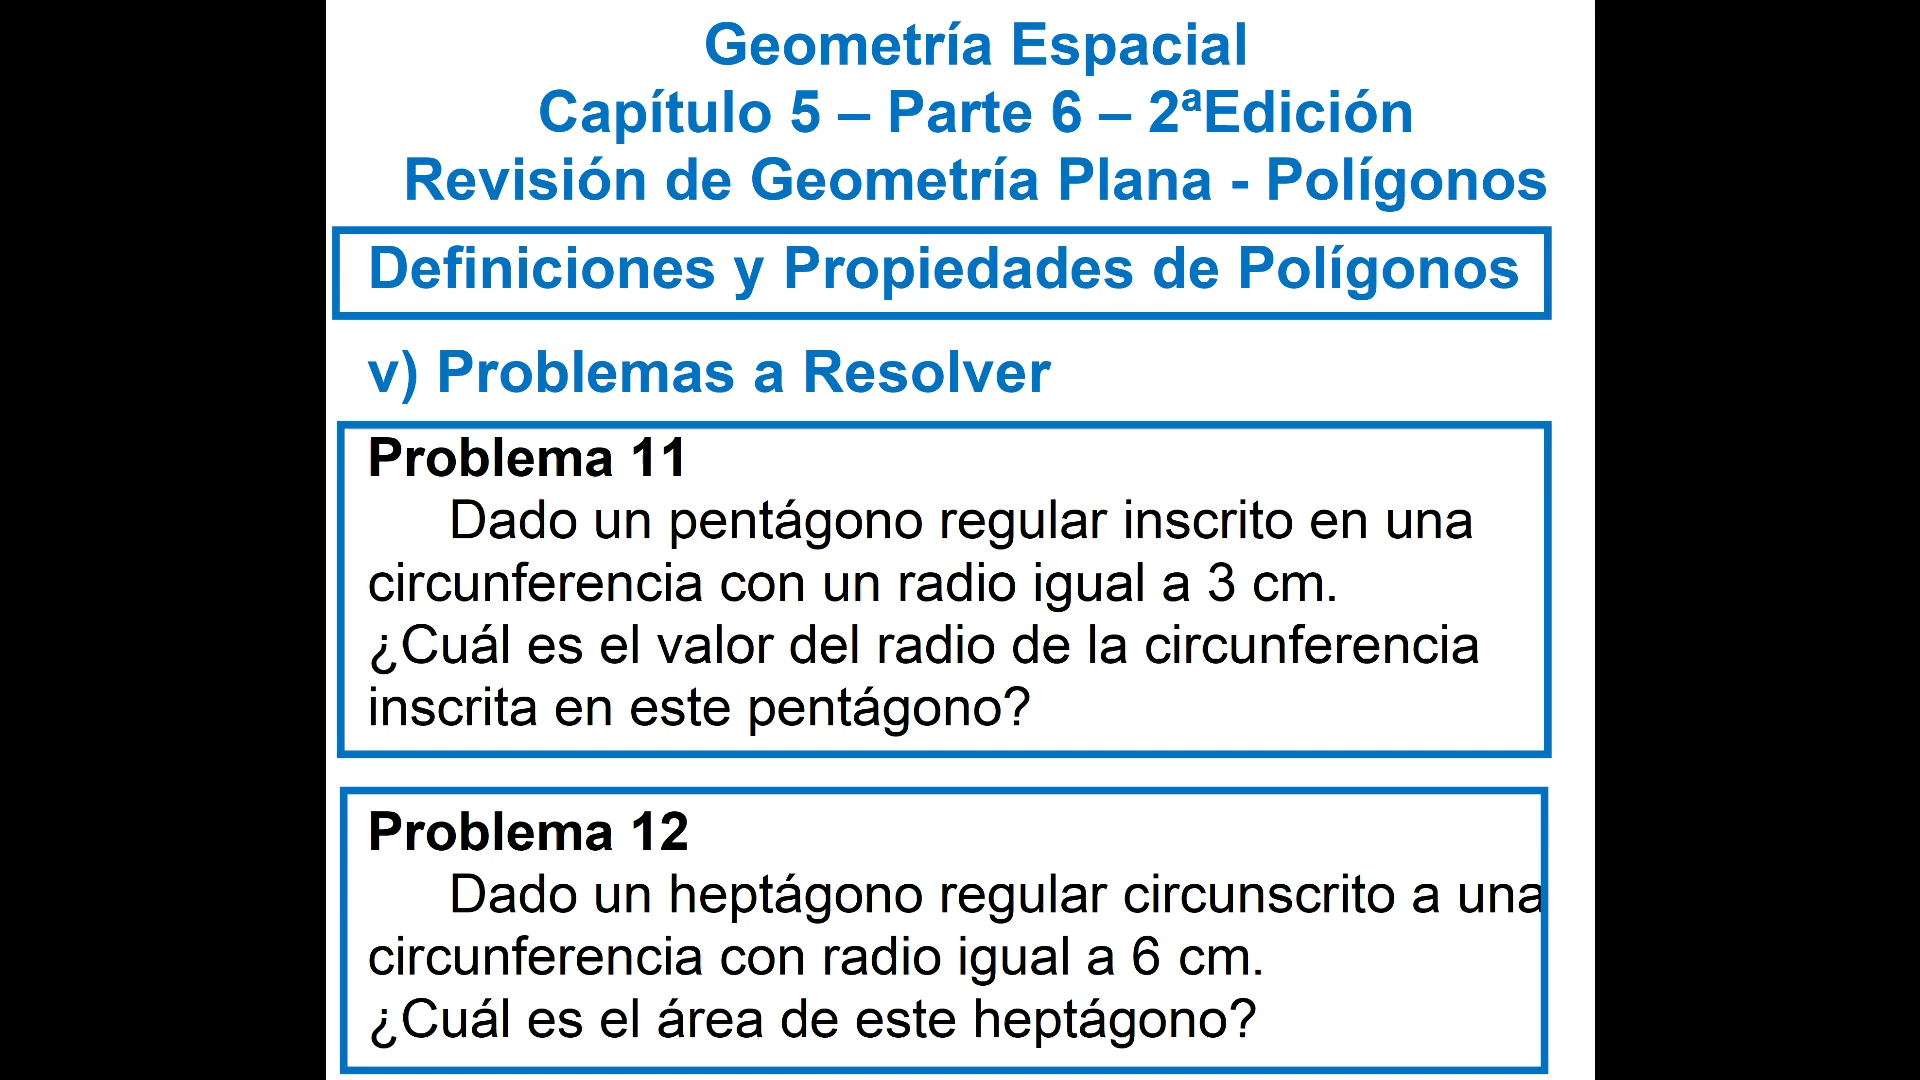 Geometría Espacial
Capítulo 5 – Parte 6 – 2ªEdición
Revisión de Geometría Plana - Polígonos
Definiciones y Propiedades de Polígonos
v) Problemas a Resolver
Problema 11
Dado un pentágono regular inscrito en una
circunferencia con un radio igual a 3 cm.
¿Cuál es el valor del radio de la circunferencia
inscrita en este pentágono?
Problema 12
Dado un heptágono regular circunscrito a una
circunferencia con radio igual a 6 cm.
¿Cuál es el área de este heptágono?